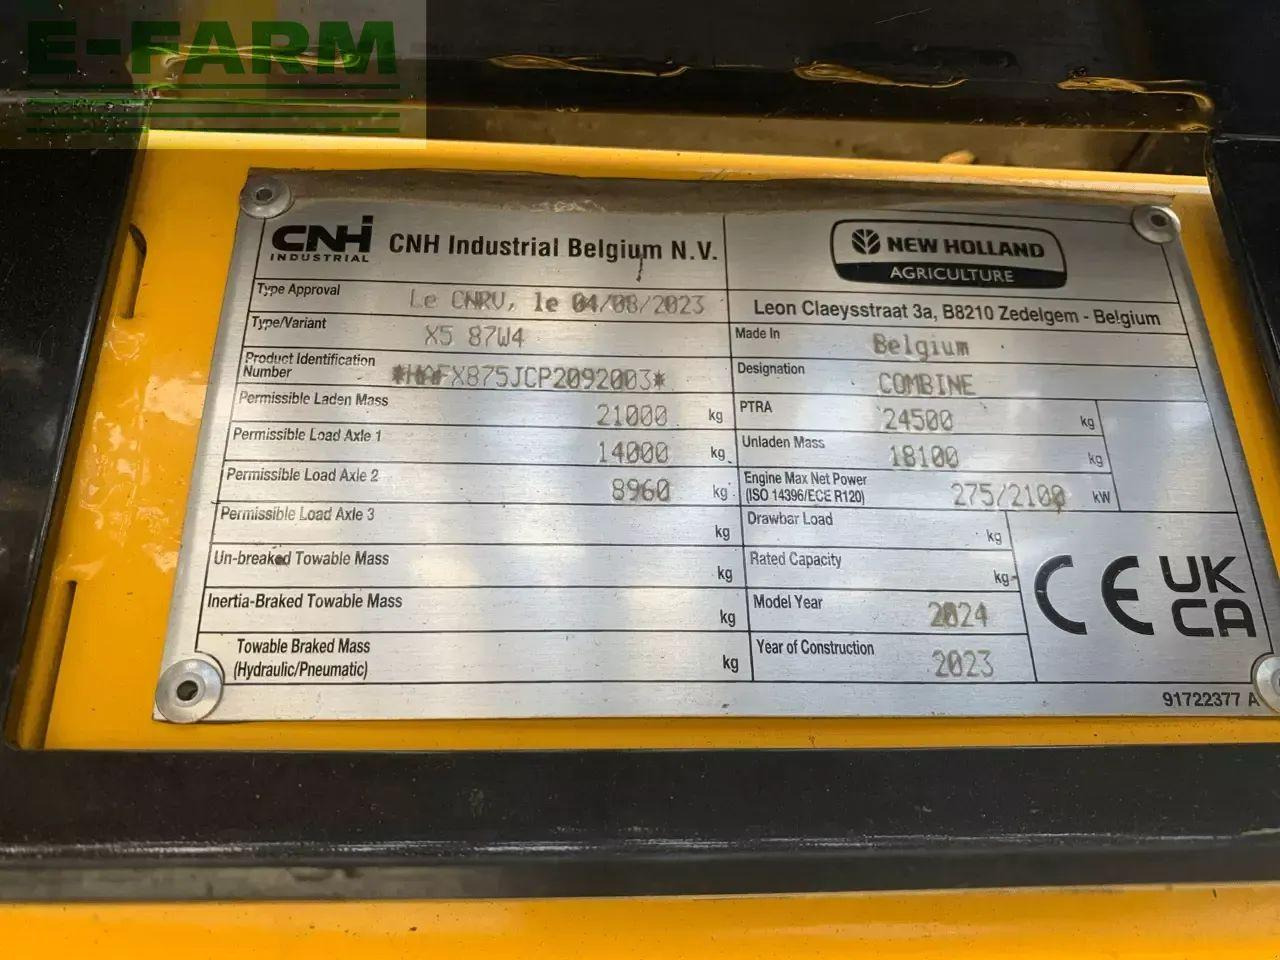 E-FARM
CNH INDUSTRIAL CNH Industrial Belgium N.V.
NEW HOLLAND
AGRICULTURE
Leon Claeysstraat 3a, B8210 Zedelgem - Belgium
Type Approval Le CNRV, le 04/08/2023
Type/Variant X5 87W4
Product Identification
Number *HAFX875JCP2092003*
Permissible Laden Mass 21000 kg
Permissible Load Axle 1 14000 kg
Permissible Load Axle 2 8960 kg
Permissible Load Axle 3 kg
Un-breaked Towable Mass kg
Inertia-Braked Towable Mass kg
Towable Braked Mass
(Hydraulic/Pneumatic) kg
Made In Belgium
Designation COMBINE
PTRA 24500 kg
Unladen Mass 18100 kg
Engine Max Net Power
(ISO 14396/ECE R120) 275/2100 kW
Drawbar Load kg
Rated Capacity kg
Model Year 2024
Year of Construction 2023
CE UK
CA
91722377 A